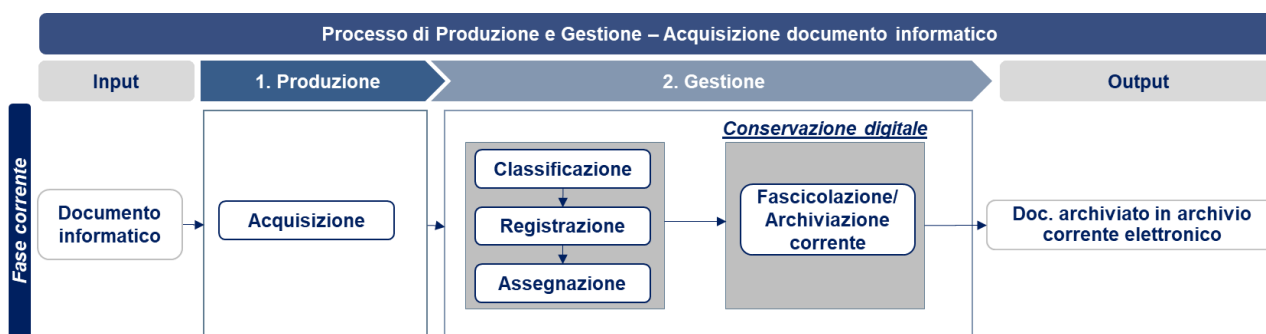 Processo di Produzione e Gestione – Acquisizione documento informatico
Input
1. Produzione
2. Gestione
Output
Fase corrente
Documento
informatico
Acquisizione
Classificazione
Registrazione
Assegnazione
Conservazione digitale
Fascicolazione/
Archiviazione
corrente
Doc. archiviato in archivio
corrente elettronico